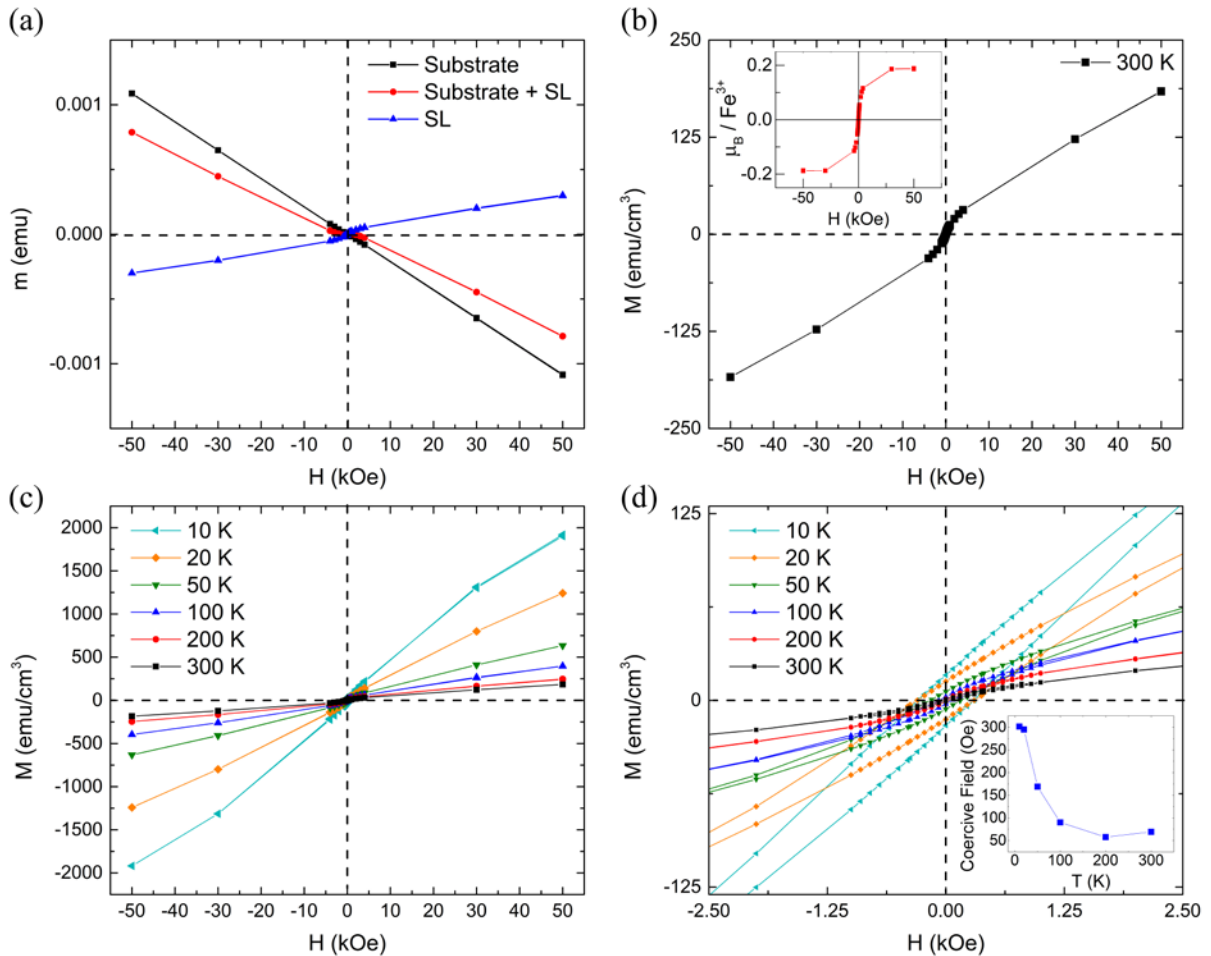 (a)
Substrate
Substrate + SL
SL
0.001
0.000
-0.001
m (emu)
-50 -40 -30 -20 -10 0 10 20 30 40 50
H (kOe)
(b)
300 K
250
125
0
-125
-250
M (emu/cm³)
-50 -40 -30 -20 -10 0 10 20 30 40 50
H (kOe)
0.2
0.0
-0.2
μB / Fe³⁺
-50 0 50
H (kOe)
(c)
10 K
20 K
50 K
100 K
200 K
300 K
2000
1500
1000
500
0
-500
-1000
-1500
-2000
M (emu/cm³)
-50 -40 -30 -20 -10 0 10 20 30 40 50
H (kOe)
(d)
10 K
20 K
50 K
100 K
200 K
300 K
125
0
-125
M (emu/cm³)
-2.50 -1.25 0.00 1.25 2.50
H (kOe)
300
250
200
150
100
50
Coercive Field (Oe)
0 100 200 300
T (K)